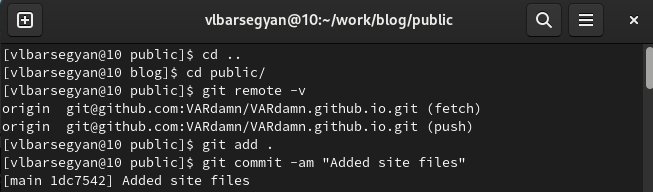 vlbarsegyan@10:~/work/blog/public
[vlbarsegyan@10 public]$ cd ..
[vlbarsegyan@10 blog]$ cd public/
[vlbarsegyan@10 public]$ git remote -v
origin  git@github.com:VARdamn/VARdamn.github.io.git (fetch)
origin  git@github.com:VARdamn/VARdamn.github.io.git (push)
[vlbarsegyan@10 public]$ git add .
[vlbarsegyan@10 public]$ git commit -am "Added site files"
[main 1dc7542] Added site files